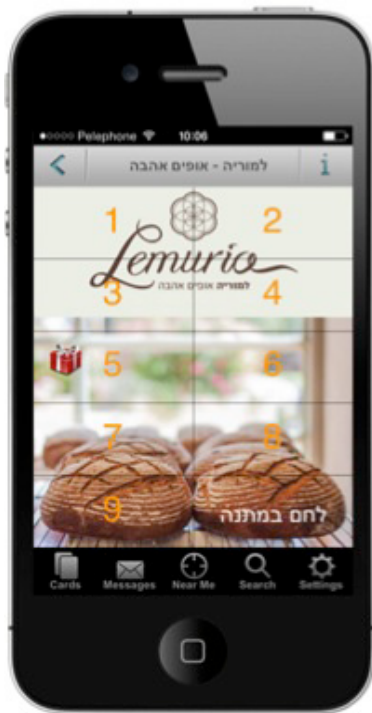 Pelephone 10:06
למוריה - אופים אהבה i
1 2
Lemuria
למוריה אופים אהבה
3 4
5 6
7 8
9 לחם במתנה
Cards Messages Near Me Search Settings